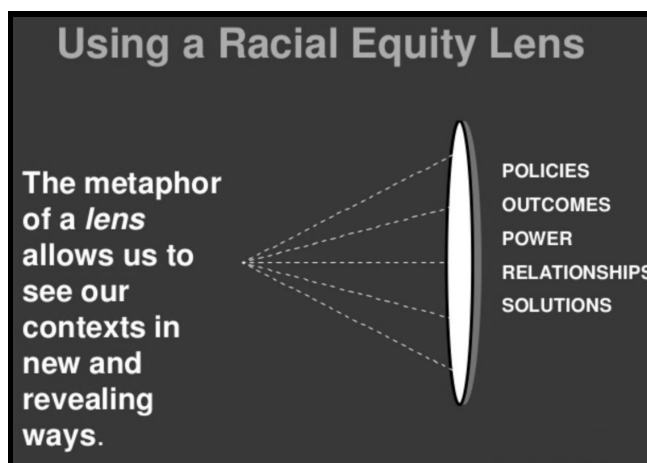 Using a Racial Equity Lens
The metaphor
of a lens
allows us to
see our
contexts in
new and
revealing
ways.
POLICIES
OUTCOMES
POWER
RELATIONSHIPS
SOLUTIONS